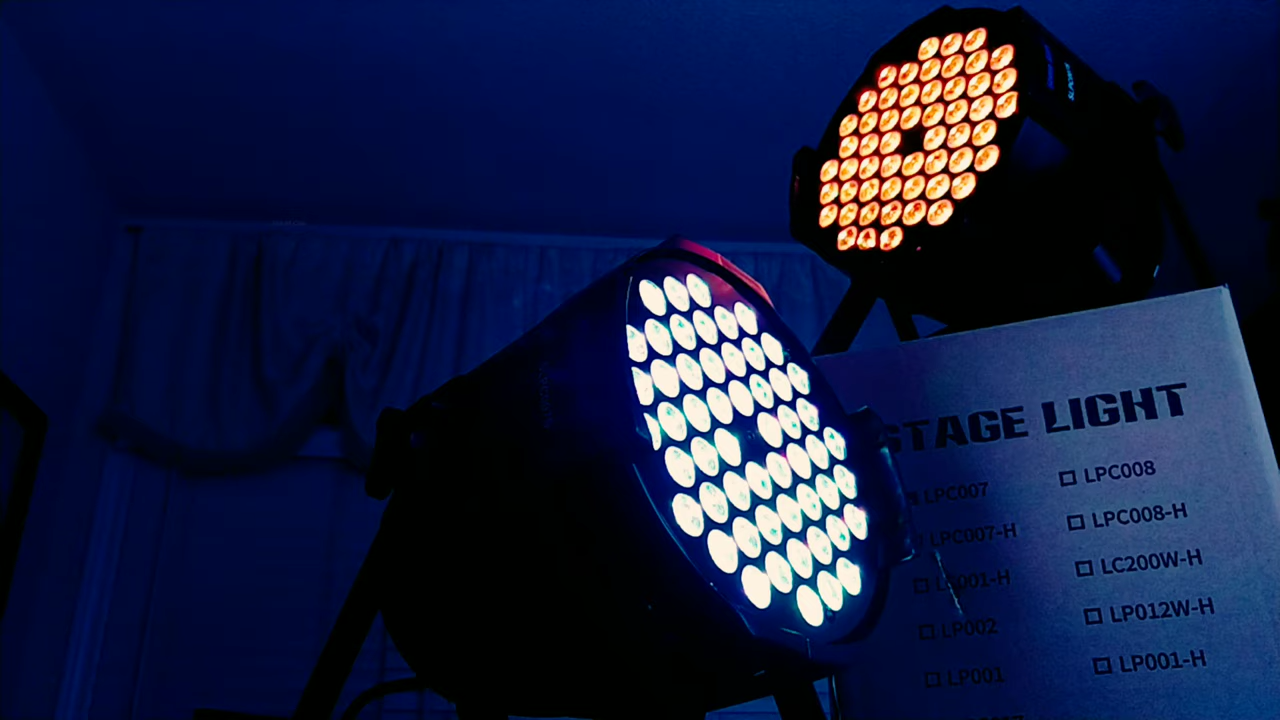 STAGE LIGHT
LPC007 LPC008
LPC007-H LPC008-H
LC200W-H
LP002 LP012W-H
LP001 LP001-H